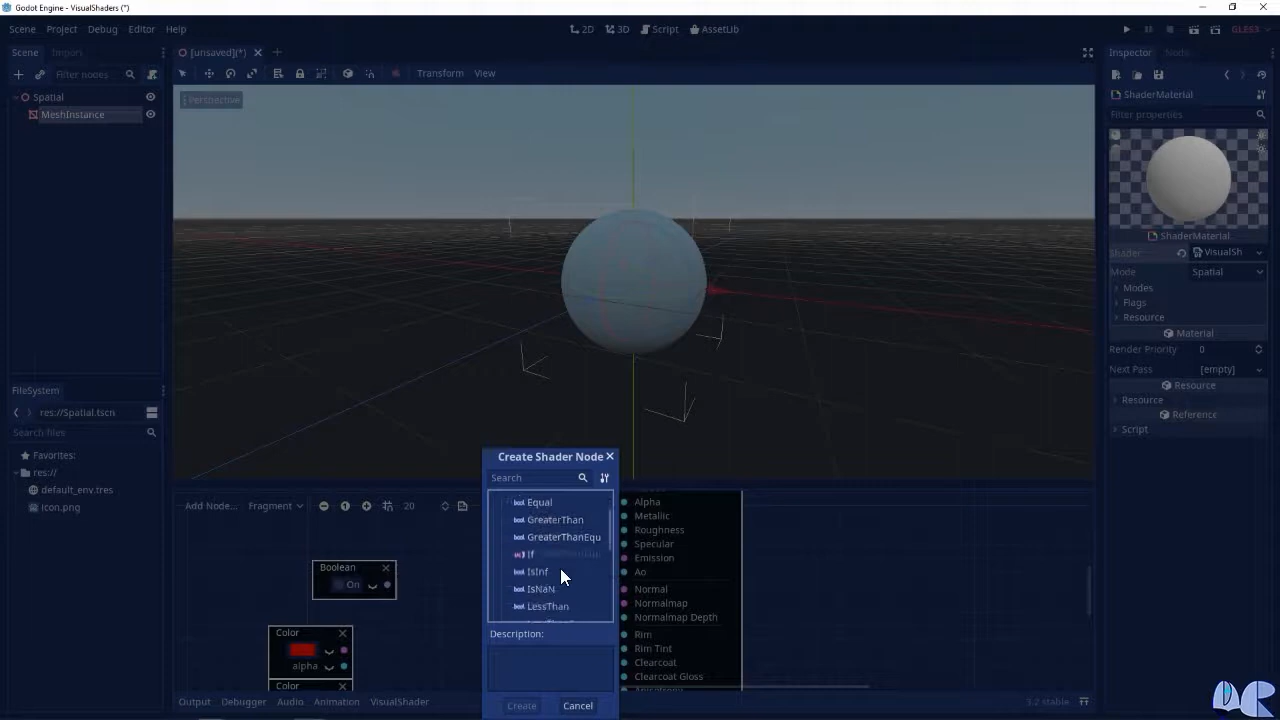 Godot Engine - VisualShaders (*)
Scene Project Debug Editor Help
2D 3D Script AssetLib
GLES3
Scene Import
[unsaved](*)
Inspector Node
Filter nodes
Transform View
Spatial
MeshInstance
Perspective
ShaderMaterial
Filter properties
ShaderMaterial
Shader VisualSh
Mode Spatial
Modes
Flags
Resource
Material
Render Priority 0
Next Pass [empty]
Resource
Resource
Reference
Script
FileSystem
res://Spatial.tscn
Search files
Favorites:
res://
default_env.tres
icon.png
Create Shader Node
Search
Equal
GreaterThan
GreaterThanEqu
If
IsInf
IsNaN
LessThan
Description:
Create Cancel
Add Node... Fragment 20
Boolean
On
Color
alpha
Color
Alpha
Metallic
Roughness
Specular
Emission
Ao
Normal
Normalmap
Normalmap Depth
Rim
Rim Tint
Clearcoat
Clearcoat Gloss
Output Debugger Audio Animation VisualShader
3.2.stable